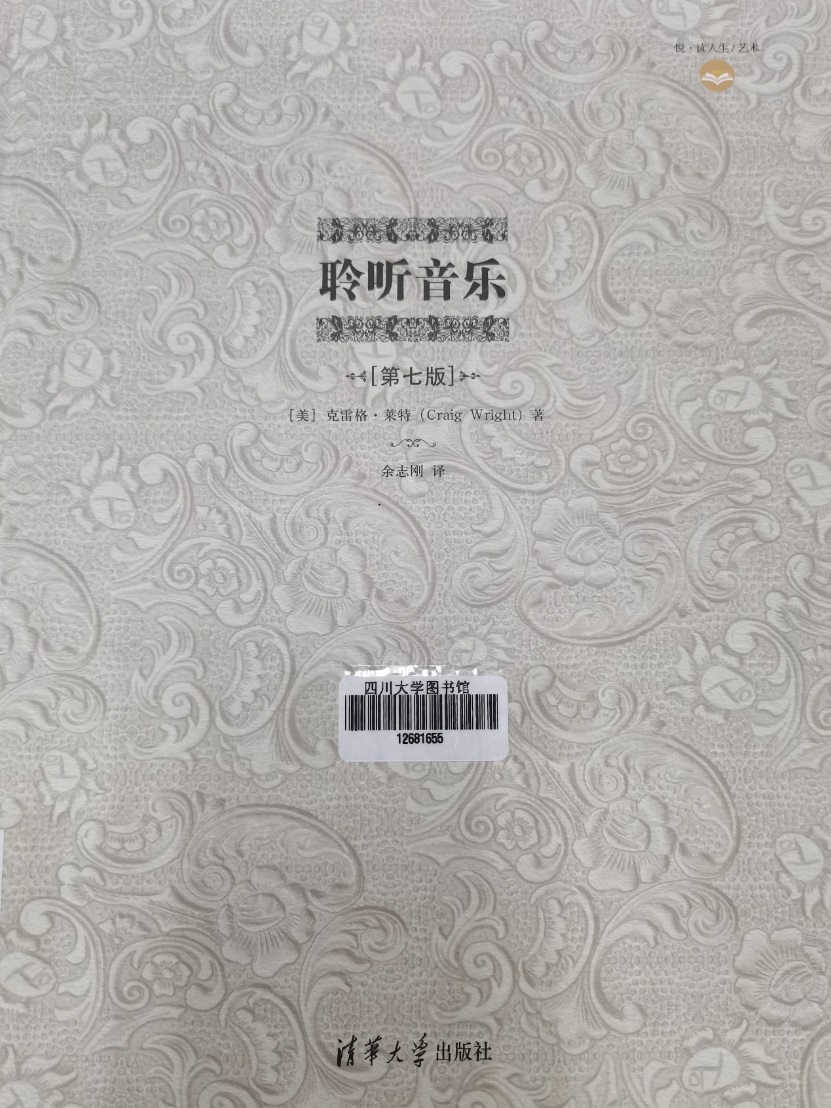 悦·读人生/艺术
聆听音乐
[第七版]
[美] 克雷格·莱特 (Craig Wright) 著
余志刚 译
四川大学图书馆
12681655
清华大学出版社